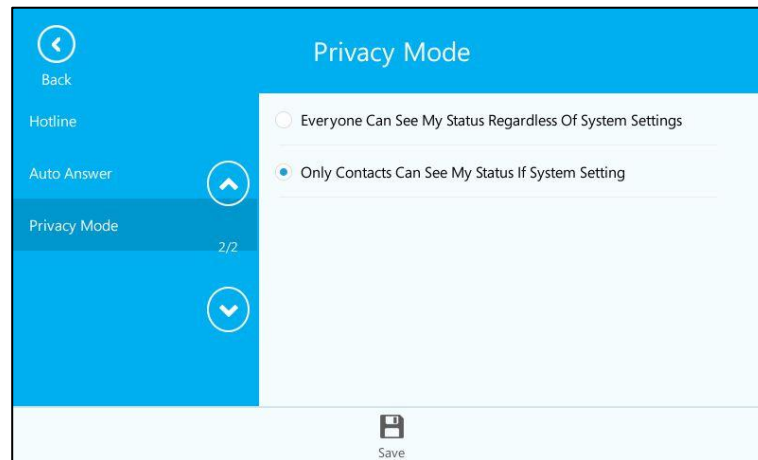 Privacy Mode
Back
Hotline
Auto Answer
Privacy Mode
2/2
Everyone Can See My Status Regardless Of System Settings
Only Contacts Can See My Status If System Setting
Save